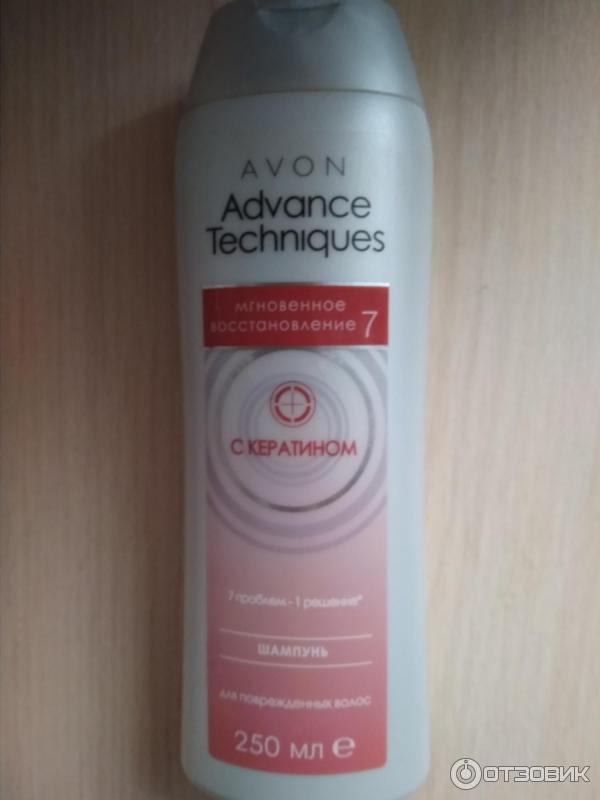 AVON
Advance
Techniques
мгновенное
восстановление 7
С КЕРАТИНОМ
7 проблем - 1 решение*
ШАМПУНЬ
для поврежденных волос
250 мл e
ОТЗОВИК